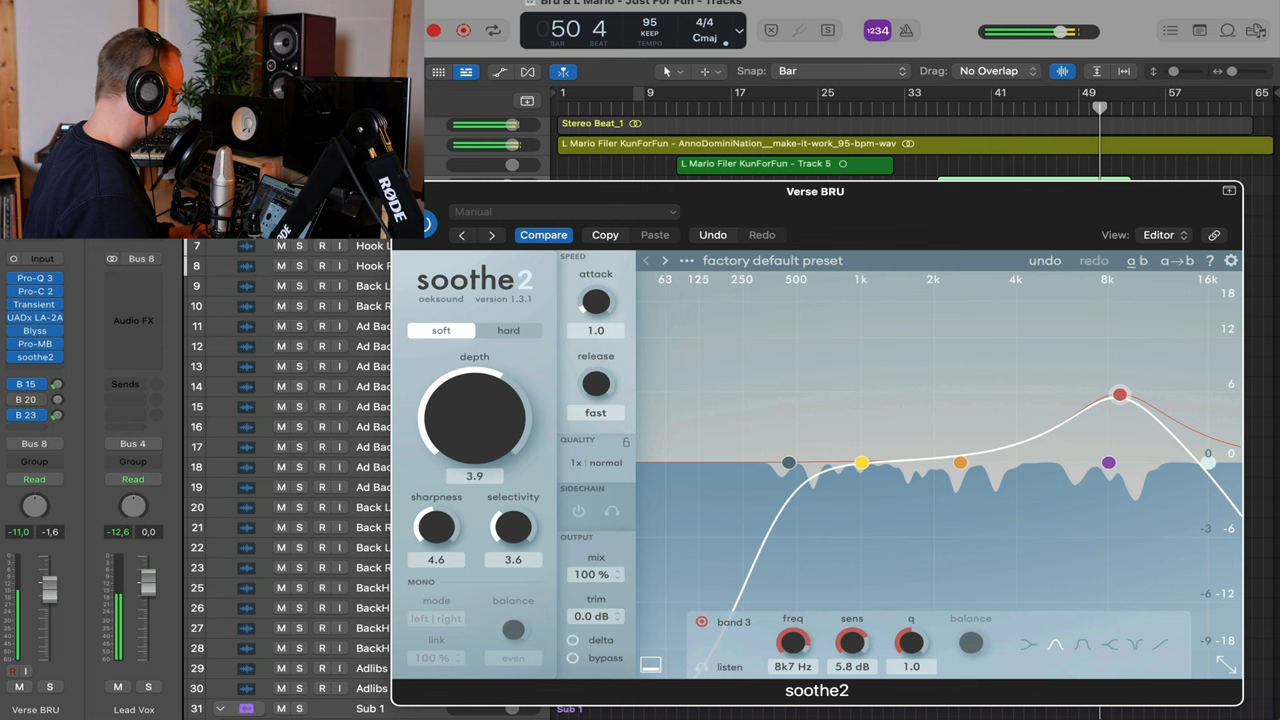 Bru & L Mario - Just For Fun - Tracks
050 4
BAR BEAT
95
KEEP
TEMPO
4/4
Cmaj
1234
S
Snap: Bar
Drag: No Overlap
1 9 17 25 33 41 49 57 65
Stereo Beat_1
L Mario Filer KunForFun - AnnoDominiNation__make-it-work_95-bpm-wav
L Mario Filer KunForFun - Track 5
RØDE
RØDE
Verse BRU
Manual
Compare Copy Paste Undo Redo
View: Editor
soothe2
oeksound version 1.3.1
soft hard
depth
3.9
sharpness selectivity
4.6 3.6
MONO
mode balance
left | right
link
100 % even
SPEED
attack
1.0
release
fast
QUALITY
1x | normal
SIDECHAIN
OUTPUT
mix
100 %
trim
0.0 dB
delta
bypass
factory default preset
undo redo a b a→b ?
63 125 250 500 1k 2k 4k 8k 16k
18
12
6
0 0
-3 -6
-6 -12
-9 -18
band 3
listen
freq sens q balance
8k7 Hz 5.8 dB 1.0
soothe2
Input Bus 8
Pro-Q 3
Pro-C 2
Transient
UADx LA-2A
Blyss
Pro-MB
soothe2
Audio FX
B 15 Sends
B 20
B 23
Bus 8 Bus 4
Group Group
Read Read
-11,0 -1,6 -12,6 0,0
R I
M S M S
Verse BRU Lead Vox
7 M S R I Hook L
8 M S R I Hook F
9 M S R I Back L
10 M S R I Back R
11 M S R I Ad Bac
12 M S R I Ad Bac
13 M S R I Ad Bac
14 M S R I Ad Bac
15 M S R I Ad Bac
16 M S R I Ad Bac
17 M S R I Ad Bac
18 M S R I Ad Bac
19 M S R I Ad Bac
20 M S R I Back L
21 M S R I Back R
22 M S R I Back L
23 M S R I Back R
25 M S R I BackH
26 M S R I BackH
27 M S R I BackH
28 M S R I BackH
29 M S R I Adlibs
30 M S R I Adlibs
31 M S Sub 1
Sub 1